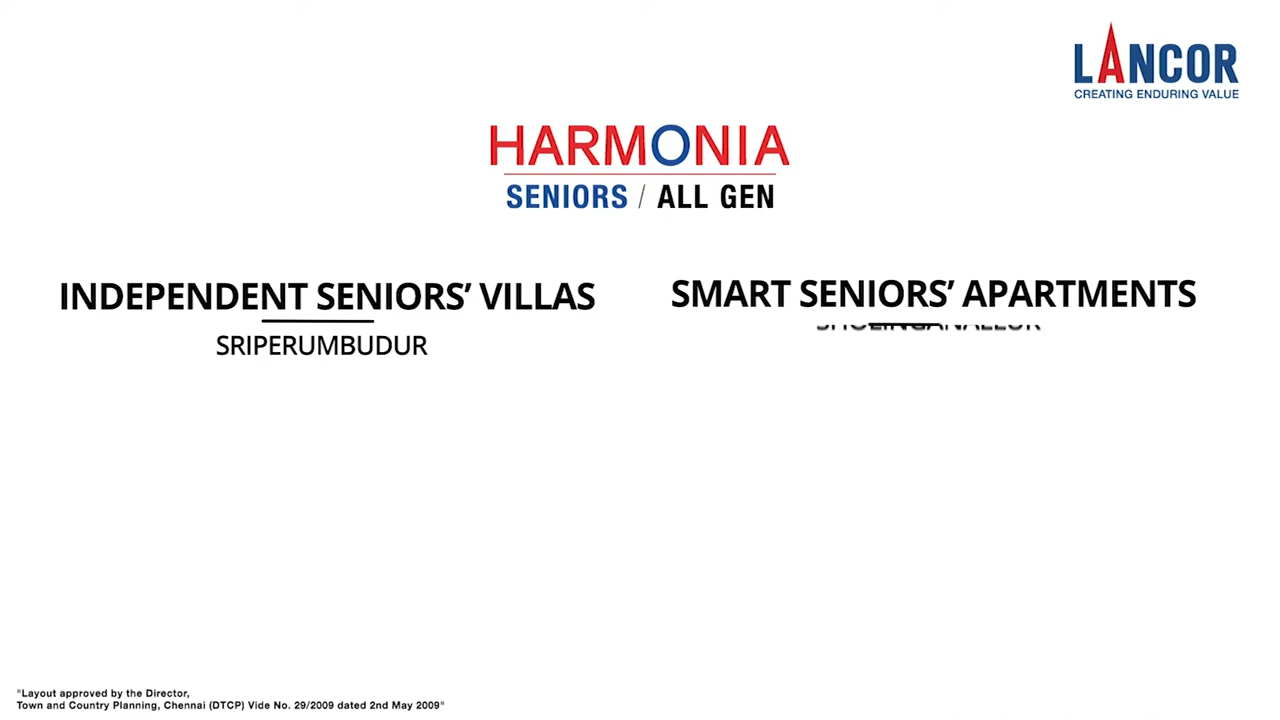 LANCOR
CREATING ENDURING VALUE
HARMONIA
SENIORS / ALL GEN
INDEPENDENT SENIORS’ VILLAS
SRIPERUMBUDUR
SMART SENIORS’ APARTMENTS
"Layout approved by the Director,
Town and Country Planning, Chennai (DTCP) Vide No. 29/2009 dated 2nd May 2009"